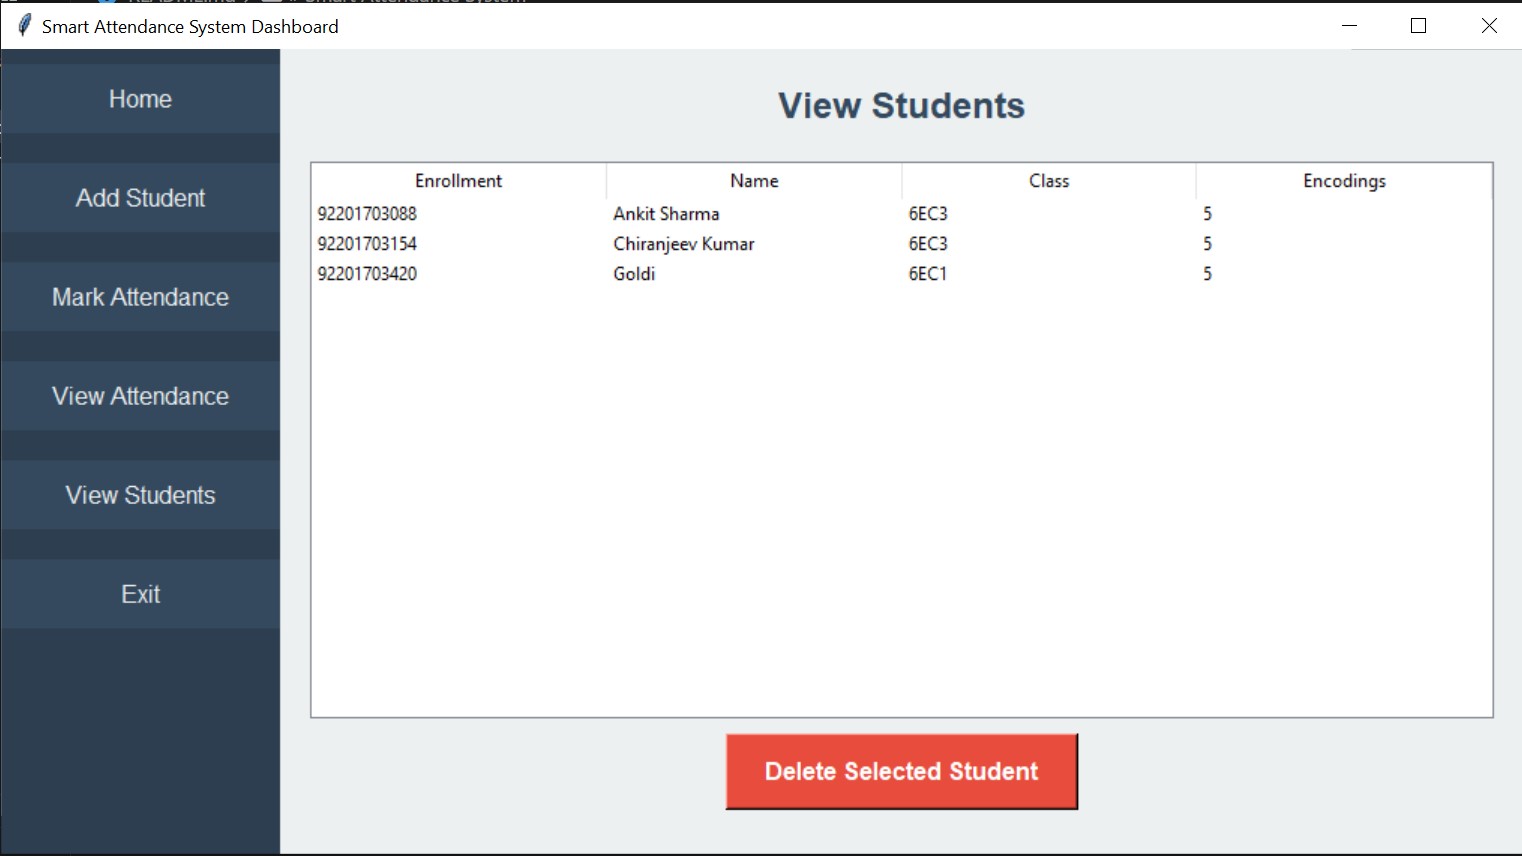 Smart Attendance System Dashboard
Home
Add Student
Mark Attendance
View Attendance
View Students
Exit
View Students
Enrollment Name Class Encodings
92201703088 Ankit Sharma 6EC3 5
92201703154 Chiranjeev Kumar 6EC3 5
92201703420 Goldi 6EC1 5
Delete Selected Student